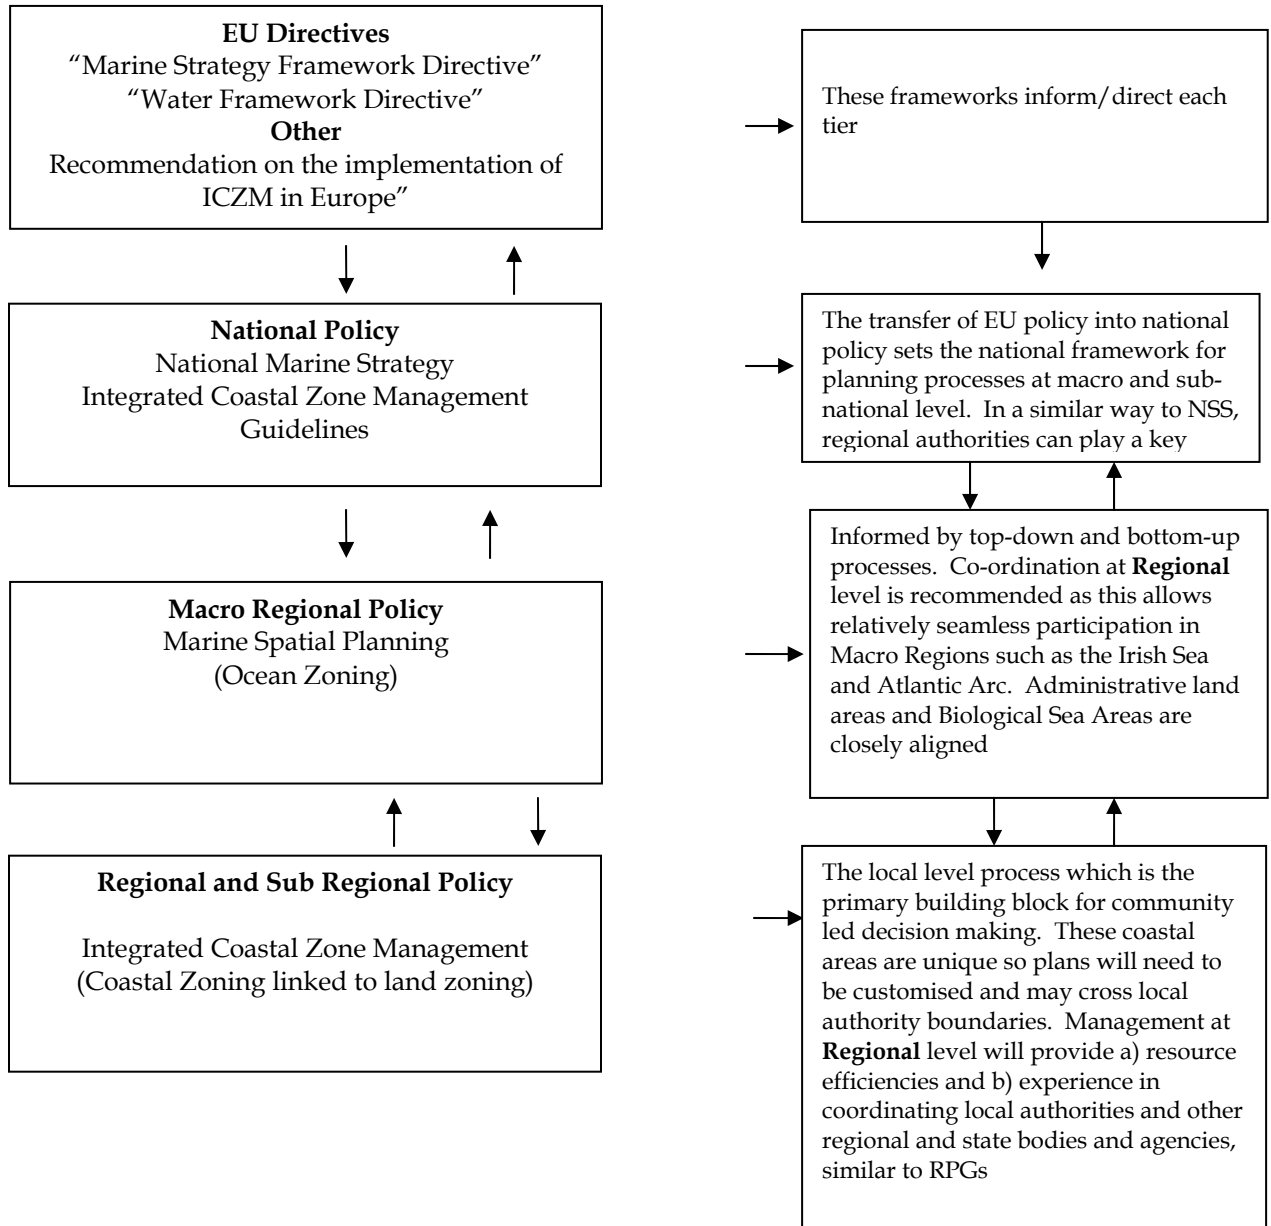 EU Directives
“Marine Strategy Framework Directive”
“Water Framework Directive”
Other
Recommendation on the implementation of
ICZM in Europe”
These frameworks inform/direct each
tier
National Policy
National Marine Strategy
Integrated Coastal Zone Management
Guidelines
The transfer of EU policy into national
policy sets the national framework for
planning processes at macro and sub-
national level. In a similar way to NSS,
regional authorities can play a key
Macro Regional Policy
Marine Spatial Planning
(Ocean Zoning)
Informed by top-down and bottom-up
processes. Co-ordination at Regional
level is recommended as this allows
relatively seamless participation in
Macro Regions such as the Irish Sea
and Atlantic Arc. Administrative land
areas and Biological Sea Areas are
closely aligned
Regional and Sub Regional Policy
Integrated Coastal Zone Management
(Coastal Zoning linked to land zoning)
The local level process which is the
primary building block for community
led decision making. These coastal
areas are unique so plans will need to
be customised and may cross local
authority boundaries. Management at
Regional level will provide a) resource
efficiencies and b) experience in
coordinating local authorities and other
regional and state bodies and agencies,
similar to RPGs